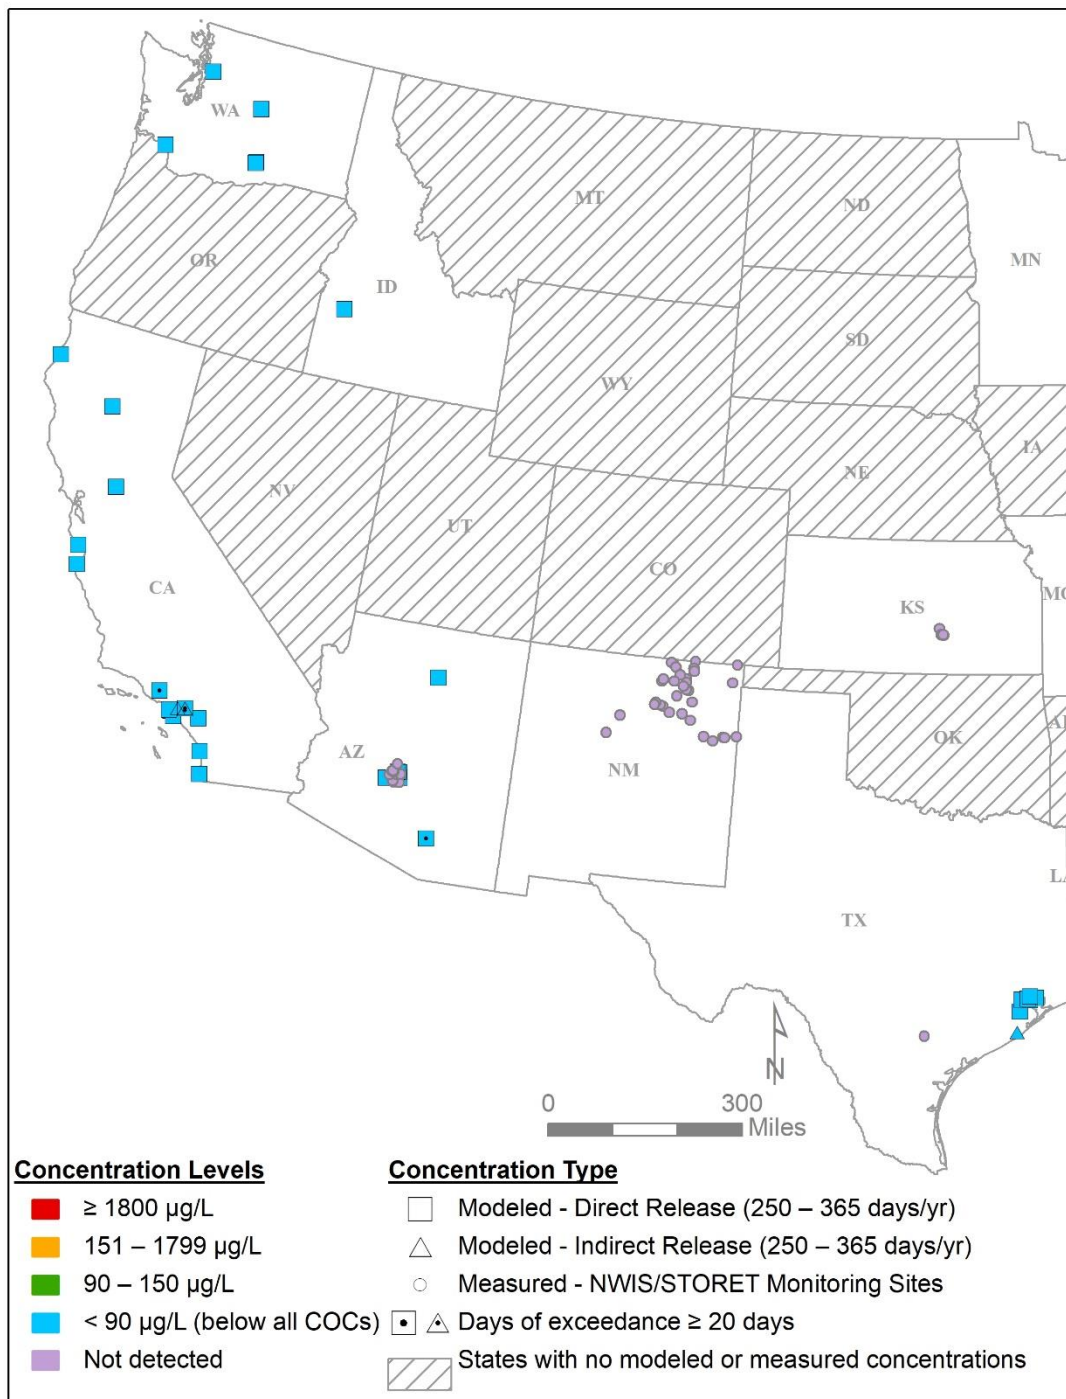 WA
MT
ND
MN
OR
ID
SD
WY
IA
NV
NE
UT
CO
CA
KS
MO
AZ
NM
OK
TX
LA
N
0 300
Miles
Concentration Levels
≥ 1800 µg/L
151 – 1799 µg/L
90 – 150 µg/L
< 90 µg/L (below all COCs)
Not detected
Concentration Type
Modeled - Direct Release (250 – 365 days/yr)
Modeled - Indirect Release (250 – 365 days/yr)
Measured - NWIS/STORET Monitoring Sites
Days of exceedance ≥ 20 days
States with no modeled or measured concentrations